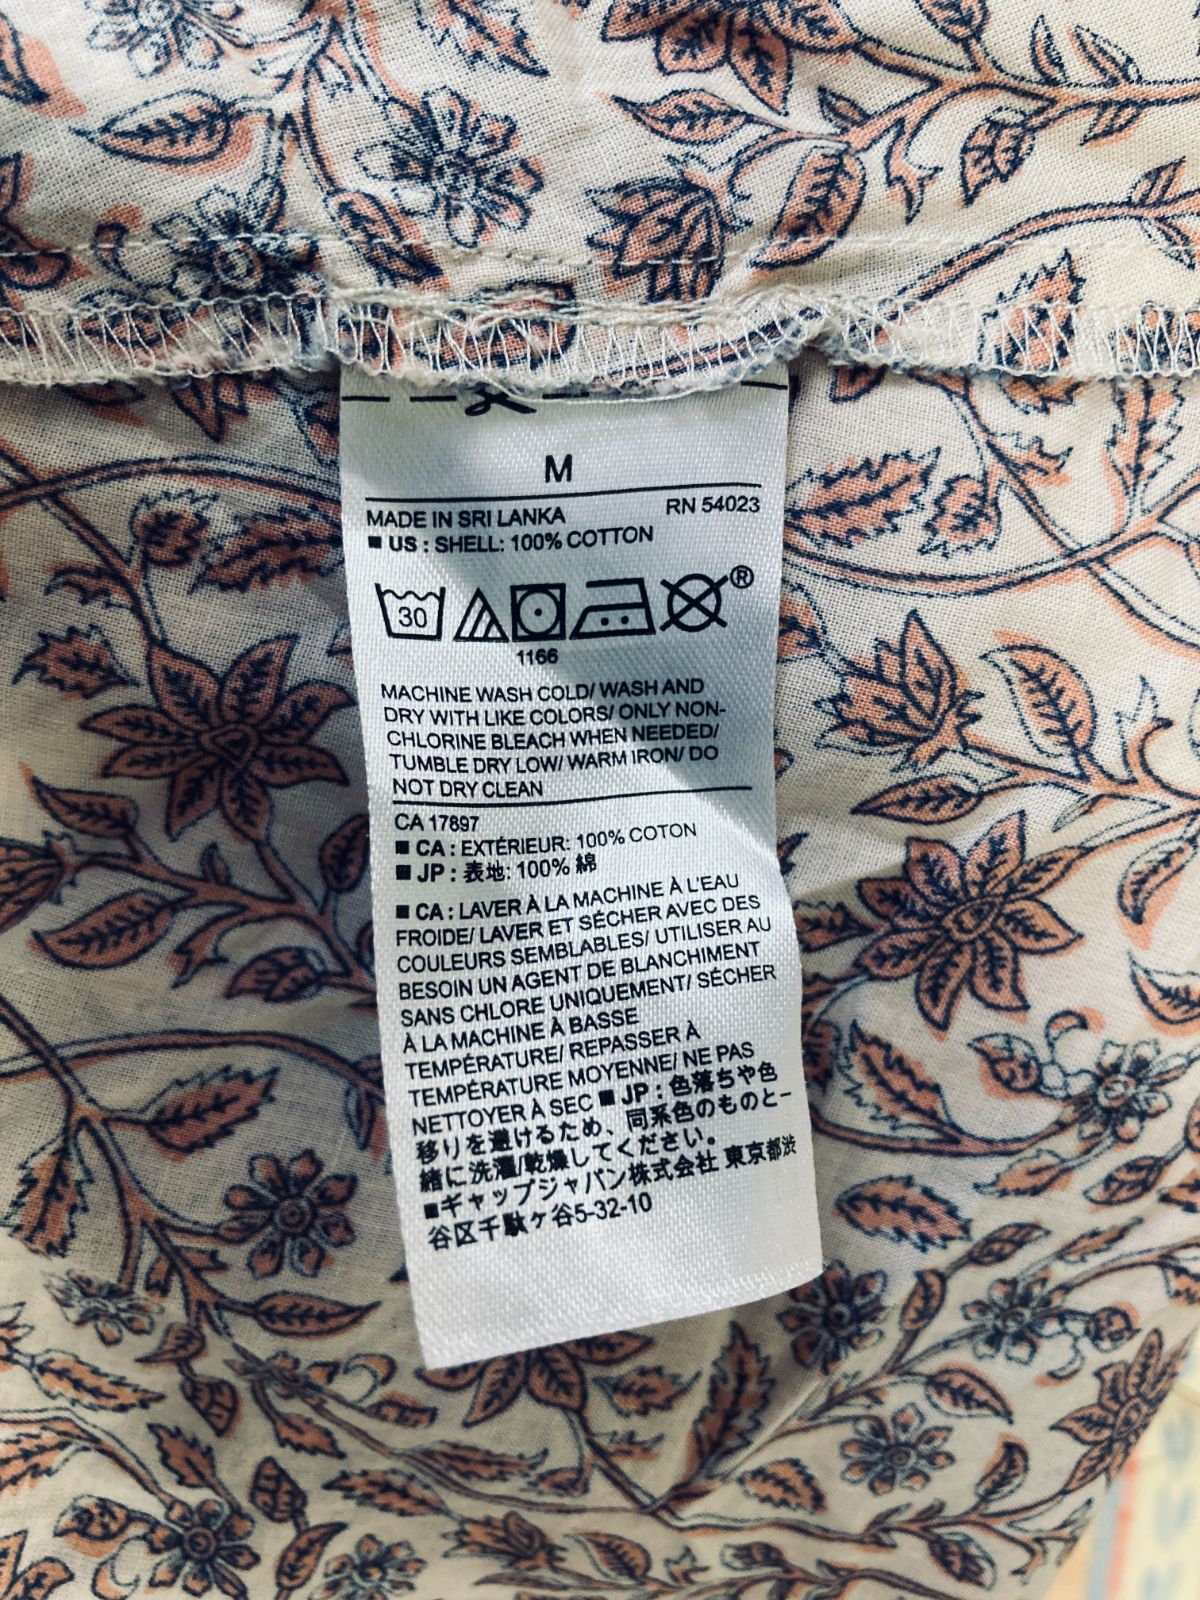 M
MADE IN SRI LANKA RN 54023
■ US : SHELL: 100% COTTON
30
®
1166
MACHINE WASH COLD/ WASH AND
DRY WITH LIKE COLORS/ ONLY NON-
CHLORINE BLEACH WHEN NEEDED/
TUMBLE DRY LOW/ WARM IRON/ DO
NOT DRY CLEAN
CA 17897
■ CA : EXTÉRIEUR: 100% COTON
■ JP : 表地: 100% 綿
■ CA : LAVER À LA MACHINE À L'EAU
FROIDE/ LAVER ET SÉCHER AVEC DES
COULEURS SEMBLABLES/ UTILISER AU
BESOIN UN AGENT DE BLANCHIMENT
SANS CHLORE UNIQUEMENT/ SÉCHER
À LA MACHINE À BASSE
TEMPÉRATURE/ REPASSER À
TEMPÉRATURE MOYENNE/ NE PAS
NETTOYER À SEC ■ JP : 色落ちや色
移りを避けるため、同系色のものと一
緒に洗濯/乾燥してください。
■ギャップジャパン株式会社 東京都渋
谷区千駄ヶ谷5-32-10